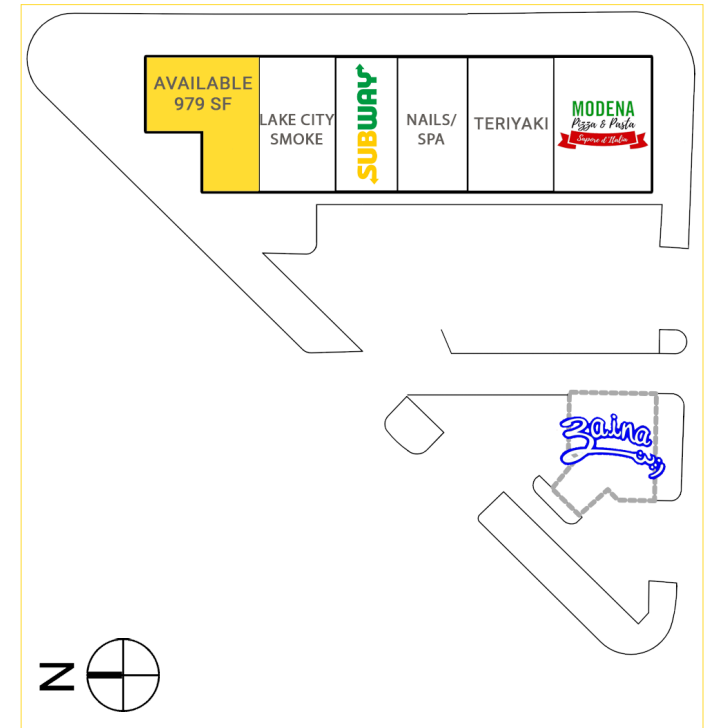 AVAILABLE
979 SF
LAKE CITY
SMOKE
SUBWAY
NAILS/
SPA
TERIYAKI
MODENA
Pizza & Pasta
Sapore d'Italia
zaina
N